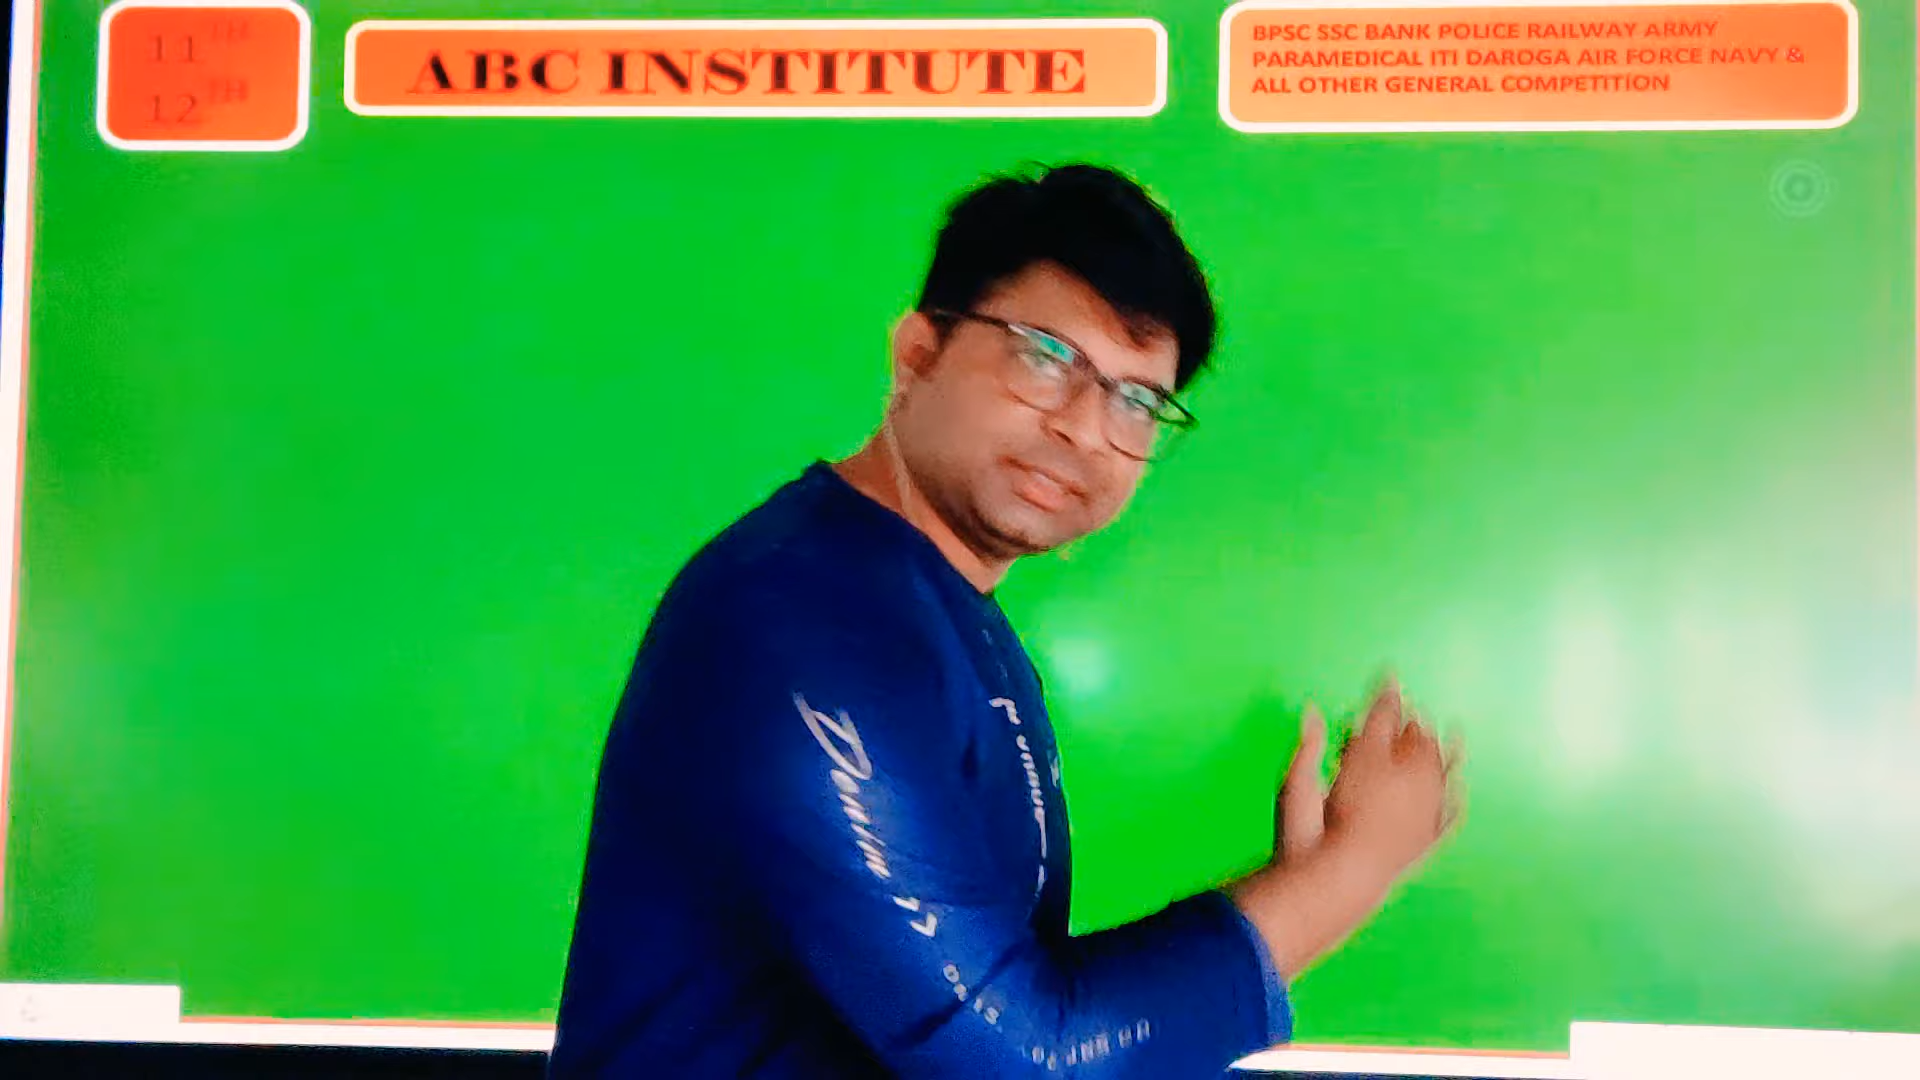 11TH
12TH
ABC INSTITUTE
BPSC SSC BANK POLICE RAILWAY ARMY
PARAMEDICAL ITI DAROGA AIR FORCE NAVY &
ALL OTHER GENERAL COMPETITION
Denim